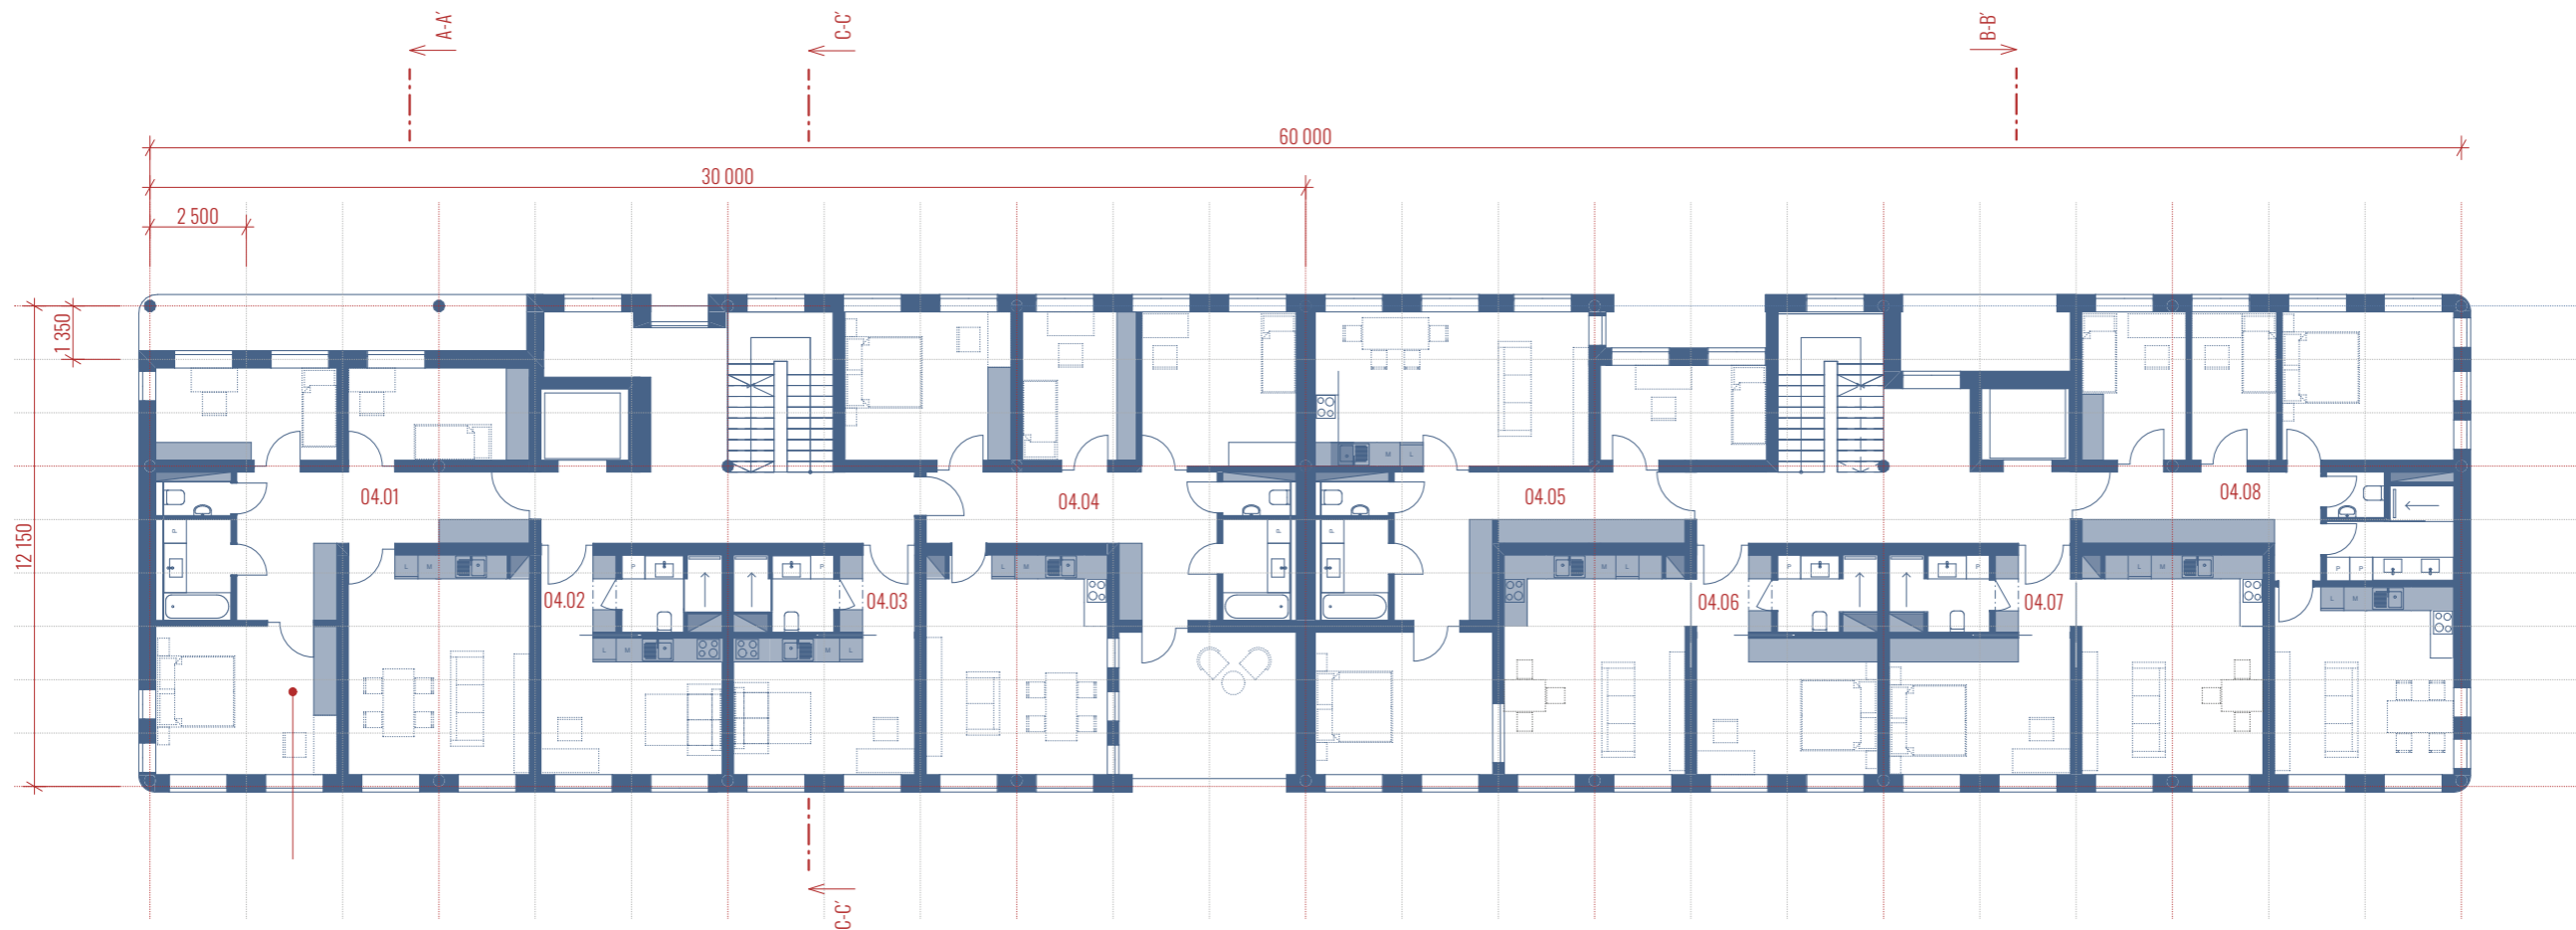 A-A'
C-C'
B-B'
60 000
30 000
2 500
1 350
12 150
04.01
04.04
04.05
04.08
04.02
04.03
04.06
04.07
M L
P
P
P
L M
P
P
L M
M L
P
P
L M
P P
L M
L M
M L
C-C'